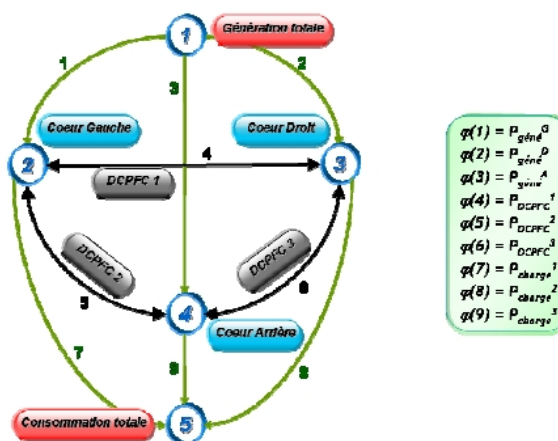 1
Génération totale
1
2
3
Coeur Gauche
Coeur Droit
2
4
3
DCPFC 1
DCPFC 2
DCPFC 3
5
6
4
Coeur Arrière
7
9
8
Consommation totale
5
φ(1) = P_géné^G
φ(2) = P_géné^D
φ(3) = P_géné^A
φ(4) = P_DCPFC^1
φ(5) = P_DCPFC^2
φ(6) = P_DCPFC^3
φ(7) = P_charge^1
φ(8) = P_charge^2
φ(9) = P_charge^3